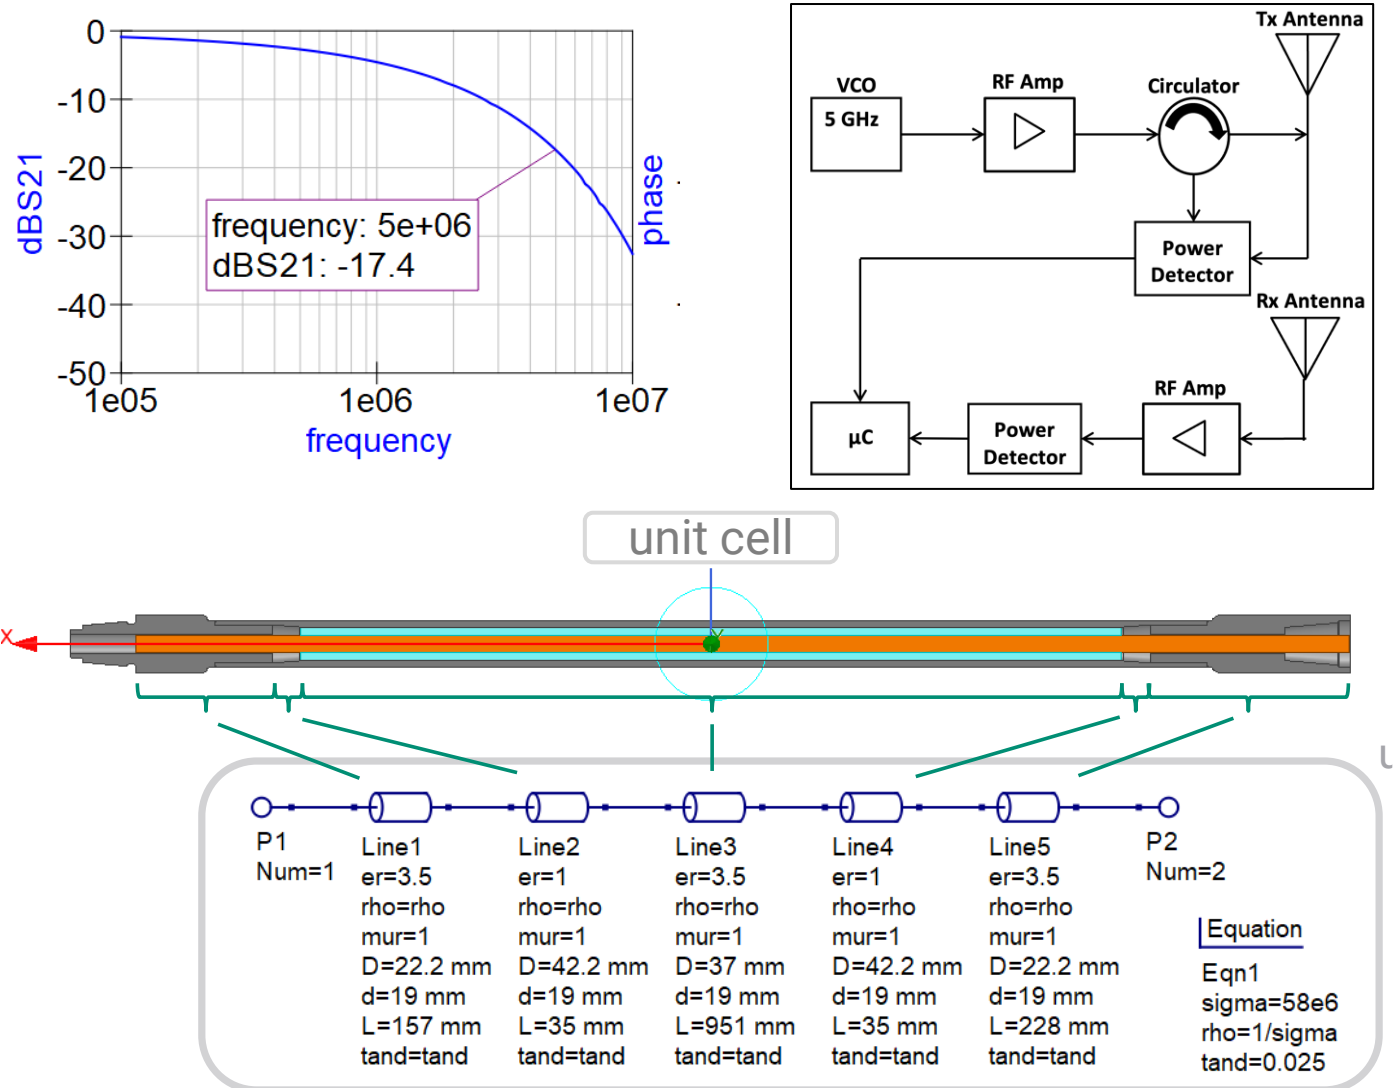 0
-10
-20
-30
-40
-50
dBS21
frequency: 5e+06
dBS21: -17.4
phase
1e05
1e06
1e07
frequency
Tx Antenna
VCO
RF Amp
Circulator
5 GHz
Power
Detector
Rx Antenna
RF Amp
µC
Power
Detector
unit cell
X
Y
P1
Num=1
Line1
er=3.5
rho=rho
mur=1
D=22.2 mm
d=19 mm
L=157 mm
tand=tand
Line2
er=1
rho=rho
mur=1
D=42.2 mm
d=19 mm
L=35 mm
tand=tand
Line3
er=3.5
rho=rho
mur=1
D=37 mm
d=19 mm
L=951 mm
tand=tand
Line4
er=1
rho=rho
mur=1
D=42.2 mm
d=19 mm
L=35 mm
tand=tand
Line5
er=3.5
rho=rho
mur=1
D=22.2 mm
d=19 mm
L=228 mm
tand=tand
P2
Num=2
Equation
Eqn1
sigma=58e6
rho=1/sigma
tand=0.025